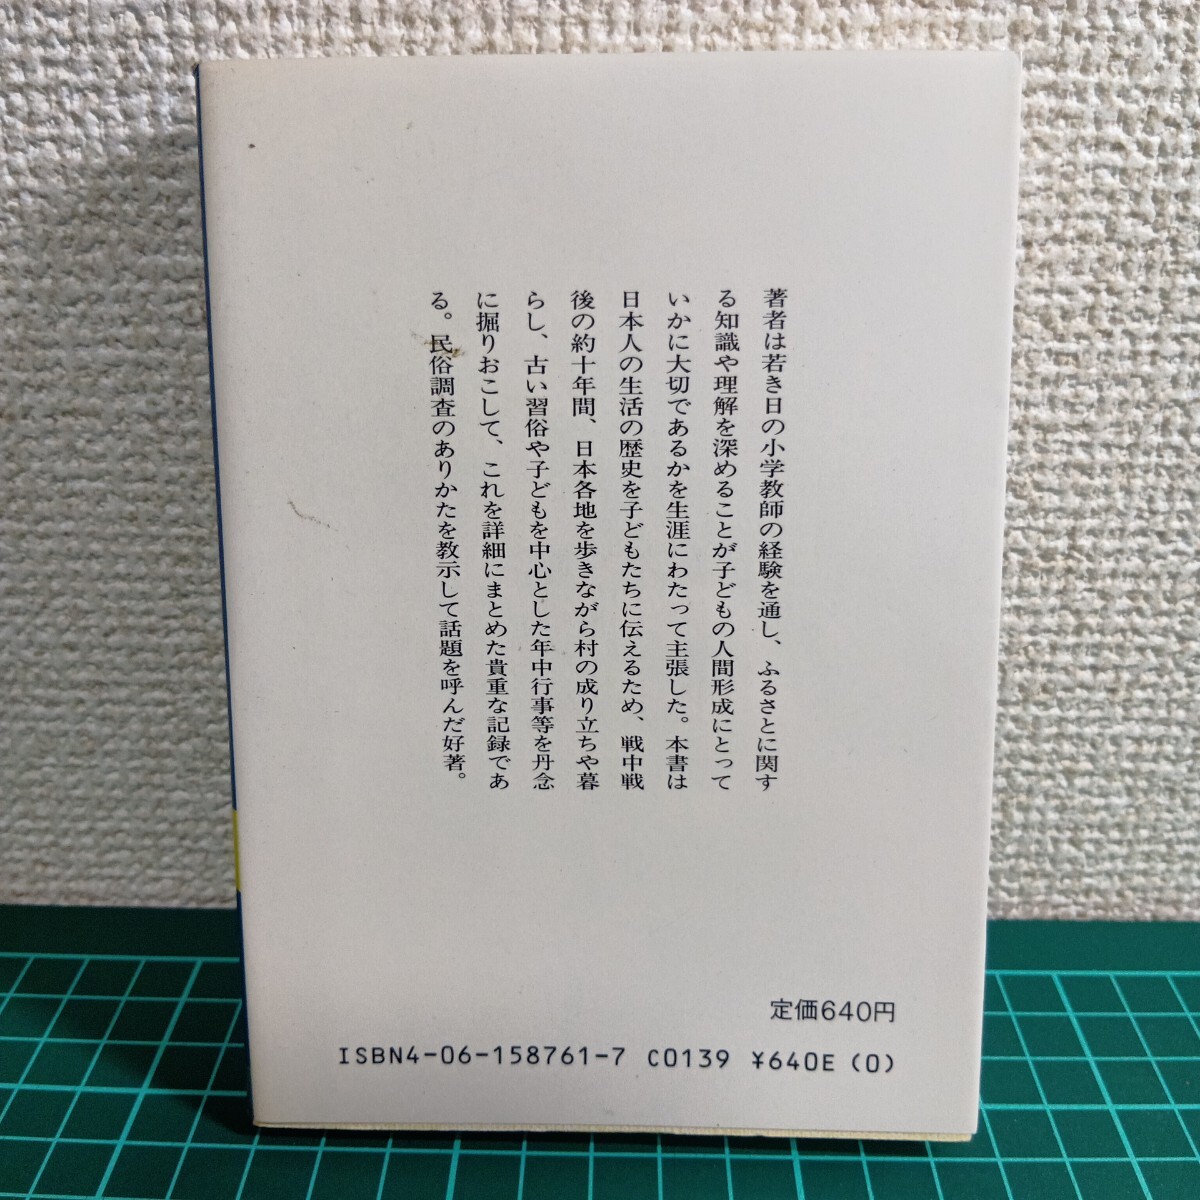 著者は若き日の小学教師の経験を通し、ふるさとに関す
る知識や理解を深めることが子どもの人間形成にとって
いかに大切であるかを生涯にわたって主張した。本書は
日本人の生活の歴史を子どもたちに伝えるため、戦中戦
後の約十年間、日本各地を歩きながら村の成り立ちや暮
らし、古い習俗や子どもを中心とした年中行事等を丹念
に掘りおこして、これを詳細にまとめた貴重な記録であ
る。民俗調査のありかたを教示して話題を呼んだ好著。
定価640円
ISBN4-06-158761-7 C0139 ¥640E (0)